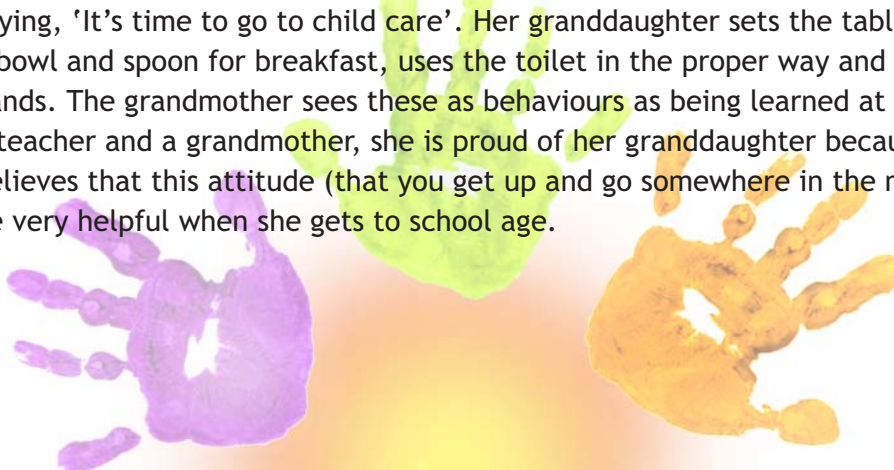 ying, ‘It’s time to go to child care’. Her granddaughter sets the tabl
bowl and spoon for breakfast, uses the toilet in the proper way and
ands. The grandmother sees these as behaviours as being learned at
teacher and a grandmother, she is proud of her granddaughter becau
elieves that this attitude (that you get up and go somewhere in the
e very helpful when she gets to school age.